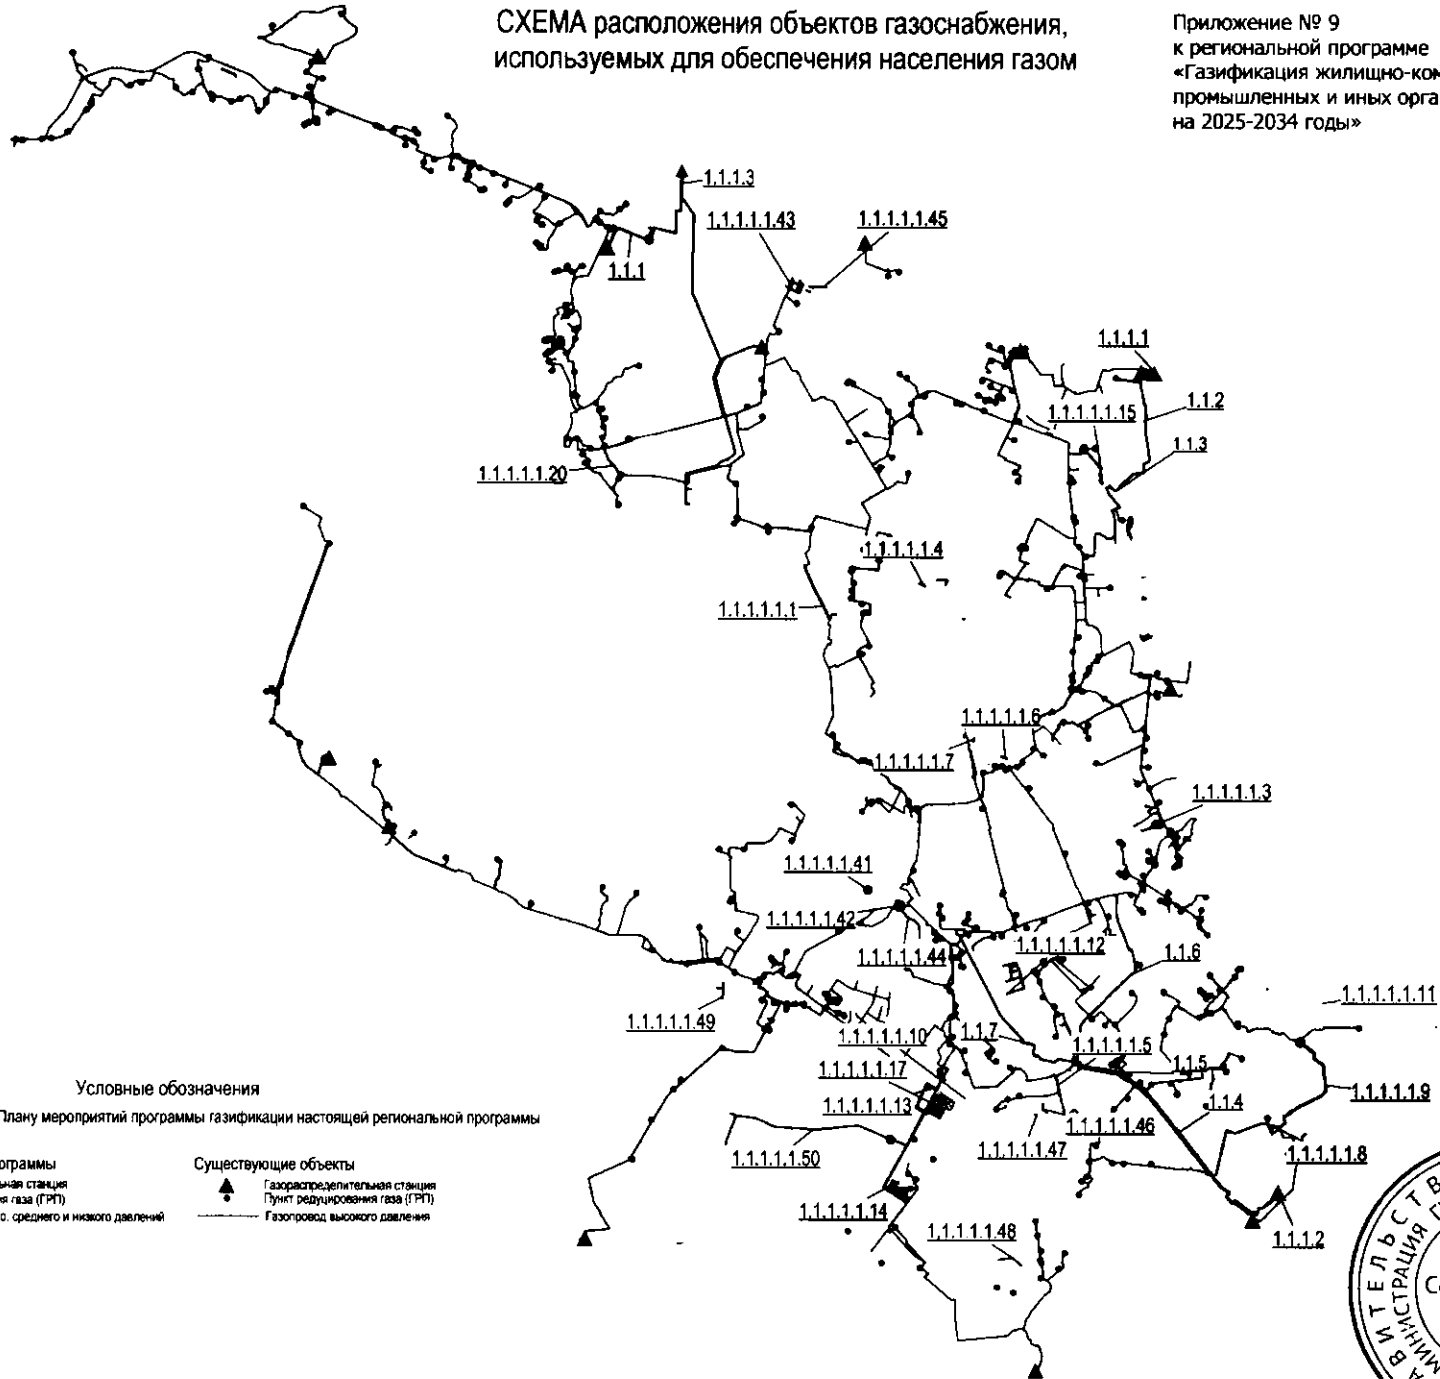 СХЕМА расположения объектов газоснабжения,
используемых для обеспечения населения газом
Приложение № 9
к региональной программе
«Газификация жилищно-ком
промышленных и иных орга
на 2025-2034 годы»
1.1.1.3
1.1.1.1.1.43
1.1.1.1.1.45
1.1.1
1.1.1.1
1.1.2
1.1.1.1.1.15
1.1.3
1.1.1.1.1.20
1.1.1.1.1.4
1.1.1.1.1.1
1.1.1.1.1.6
1.1.1.1.1.7
1.1.1.1.1.3
1.1.1.1.1.41
1.1.1.1.1.42
1.1.1.1.1.44
1.1.1.1.1.12
1.1.6
1.1.1.1.1.11
1.1.1.1.1.49
1.1.1.1.1.10
1.1.7
1.1.1.1.1.5
1.1.5
1.1.1.1.1.17
1.1.1.1.1.9
1.1.1.1.1.13
1.1.4
1.1.1.1.1.46
1.1.1.1.1.47
1.1.1.1.1.50
1.1.1.1.1.8
1.1.1.1.1.14
1.1.1.1.1.48
1.1.1.2
Условные обозначения
Плану мероприятий программы газификации настоящей региональной программы
ограммы
Существующие объекты
ьная станция
Газораспределительная станция
ия газа (ГРП)
Пункт редуцирования газа (ГРП)
о, среднего и низкого давлений
Газопровод высокого давления
ВИТЕЛЬСТВ
МИНИСТРАЦИЯ Г